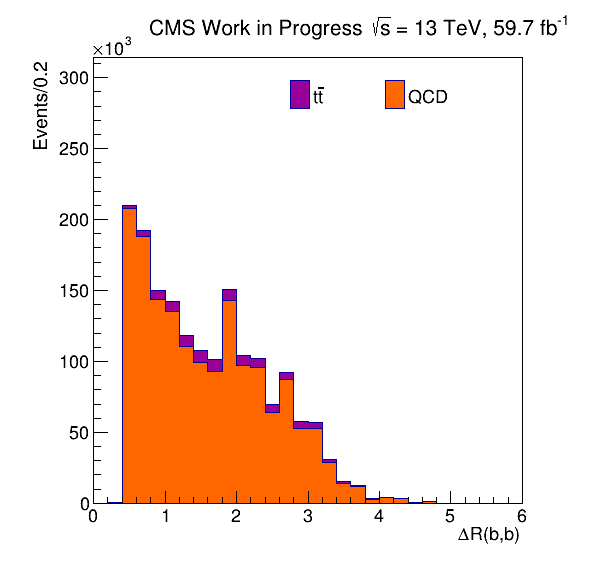 CMS Work in Progress √s = 13 TeV, 59.7 fb⁻¹
×10³
Events/0.2
300
250
200
150
100
50
0
tt̄
QCD
0 1 2 3 4 5 6
ΔR(b,b)